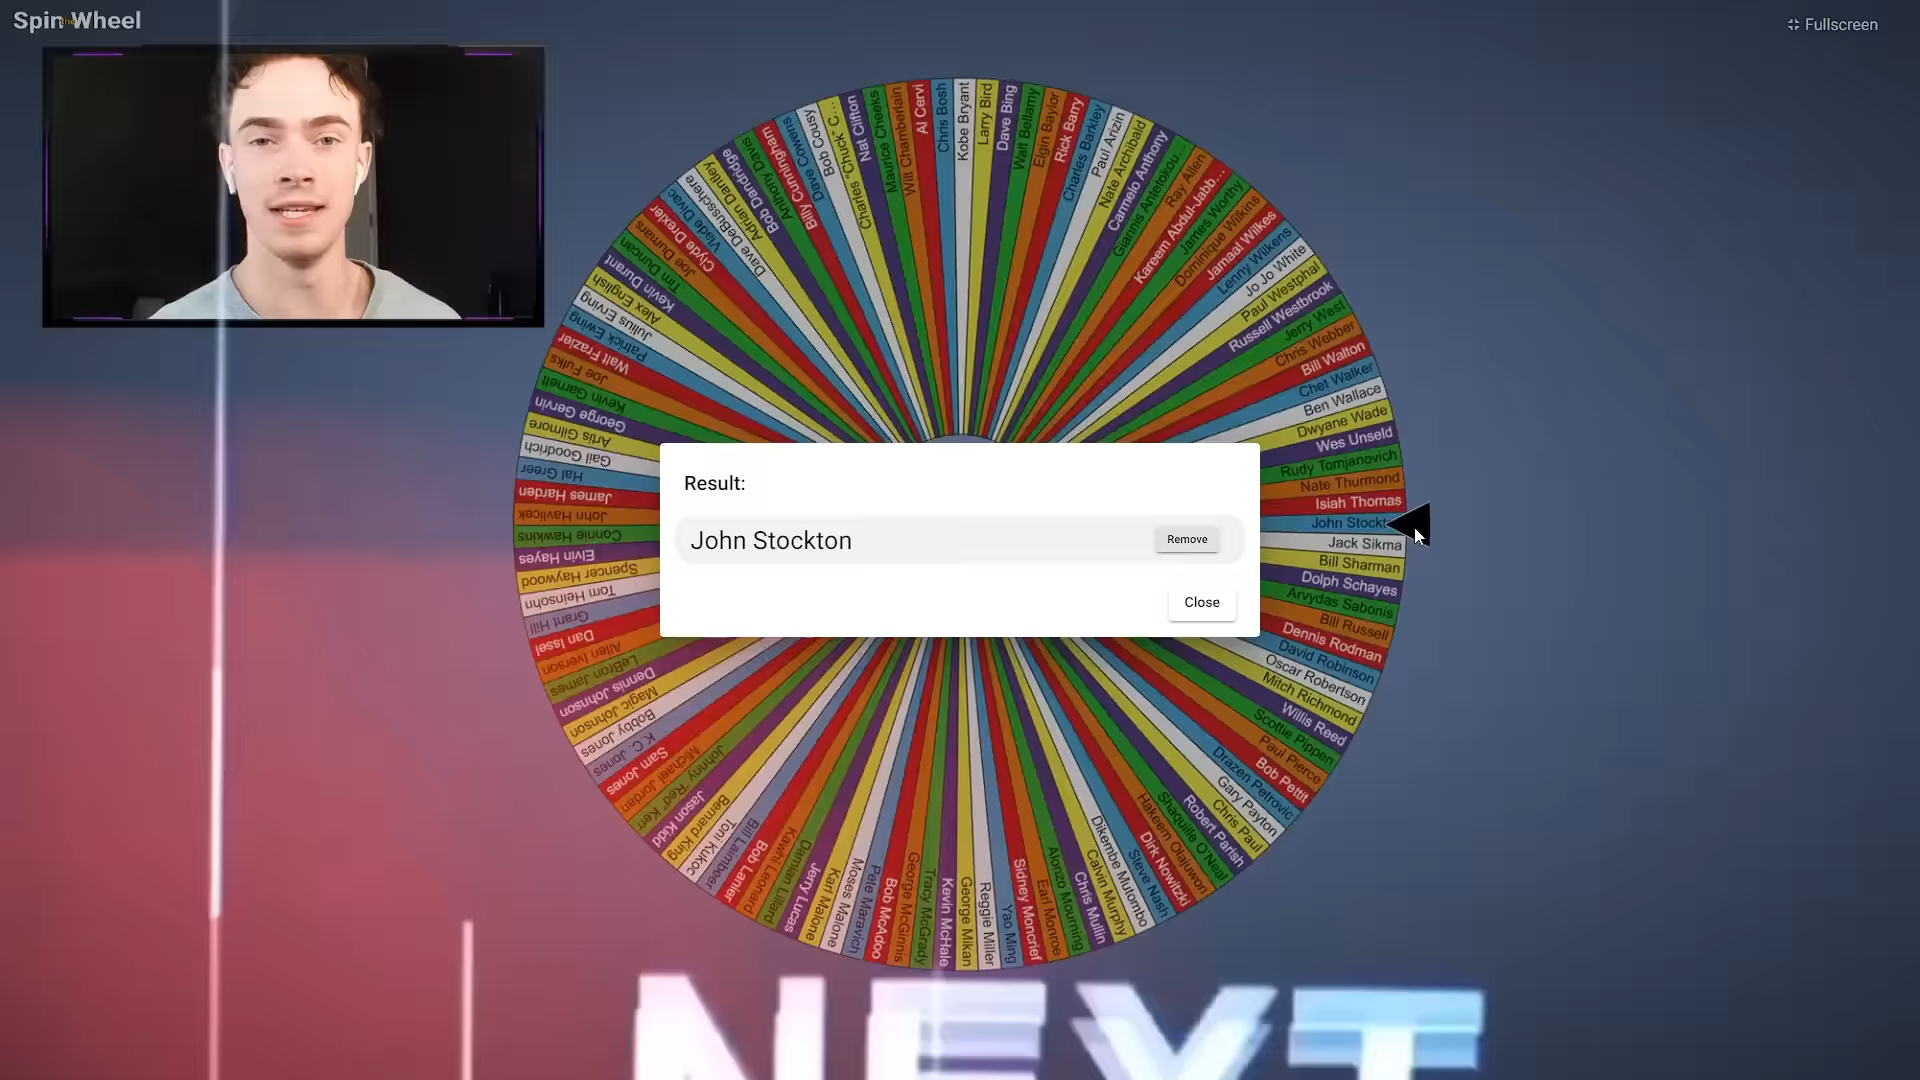 Spin the Wheel
Fullscreen
Kobe Bryant
Larry Bird
Dave Bing
Walt Bellamy
Elgin Baylor
Rick Barry
Charles Barkley
Paul Arizin
Nate Archibald
Carmelo Anthony
Giannis Antetokou...
Ray Allen
Kareem Abdul-Jabb...
James Worthy
Dominique Wilkins
Jamaal Wilkes
Lenny Wilkens
Jo Jo White
Paul Westphal
Russell Westbrook
Jerry West
Chris Webber
Bill Walton
Chet Walker
Ben Wallace
Dwyane Wade
Wes Unseld
Rudy Tomjanovich
Nate Thurmond
Isiah Thomas
John Stockt
Jack Sikma
Bill Sharman
Dolph Schayes
Arvydas Sabonis
Bill Russell
Dennis Rodman
David Robinson
Oscar Robertson
Mitch Richmond
Willis Reed
Scottie Pippen
Paul Pierce
Bob Pettit
Drazen Petrovic
Gary Payton
Chris Paul
Robert Parish
Shaquille O'Neal
Hakeem Olajuwon
Dirk Nowitzki
Steve Nash
Dikembe Mutombo
Calvin Murphy
Chris Mullin
Alonzo Mourning
Earl Monroe
Sidney Moncrief
Yao Ming
Reggie Miller
George Mikan
Kevin McHale
Tracy McGrady
George McGinnis
Bob McAdoo
Pete Maravich
Moses Malone
Karl Malone
Jerry Lucas
Damian Lillard
Kawhi Leonard
Bob Lanier
Bill Laimbeer
Toni Kukoc
Bernard King
Jason Kidd
Johnny "Red" Kerr
Michael Jordan
Sam Jones
K.C. Jones
Bobby Jones
Magic Johnson
Dennis Johnson
LeBron James
Allen Iverson
Dan Issel
Grant Hill
Tom Heinsohn
Spencer Haywood
Elvin Hayes
Connie Hawkins
John Havlicek
James Harden
Hal Greer
Gail Goodrich
Artis Gilmore
George Gervin
Kevin Garnett
Joe Fulks
Walt Frazier
Patrick Ewing
Julius Erving
Alex English
Kevin Durant
Tim Duncan
Joe Dumars
Clyde Drexler
Vlade Divac
Dave DeBusschere
Adrian Dantley
Bob Dandridge
Anthony Davis
Billy Cunningham
Dave Cowens
Bob Cousy
Charles "Chuck" C...
Nat Clifton
Maurice Cheeks
Wilt Chamberlain
Al Cervi
Chris Bosh
Result:
John Stockton
Remove
Close
NEXT